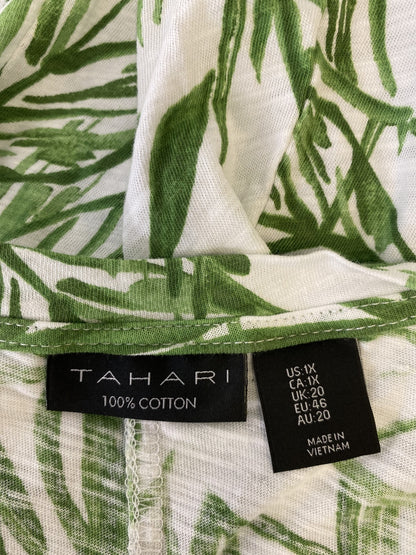 TAHARI
100% COTTON
US:1X
CA:1X
UK:20
EU:46
AU:20
MADE IN
VIETNAM